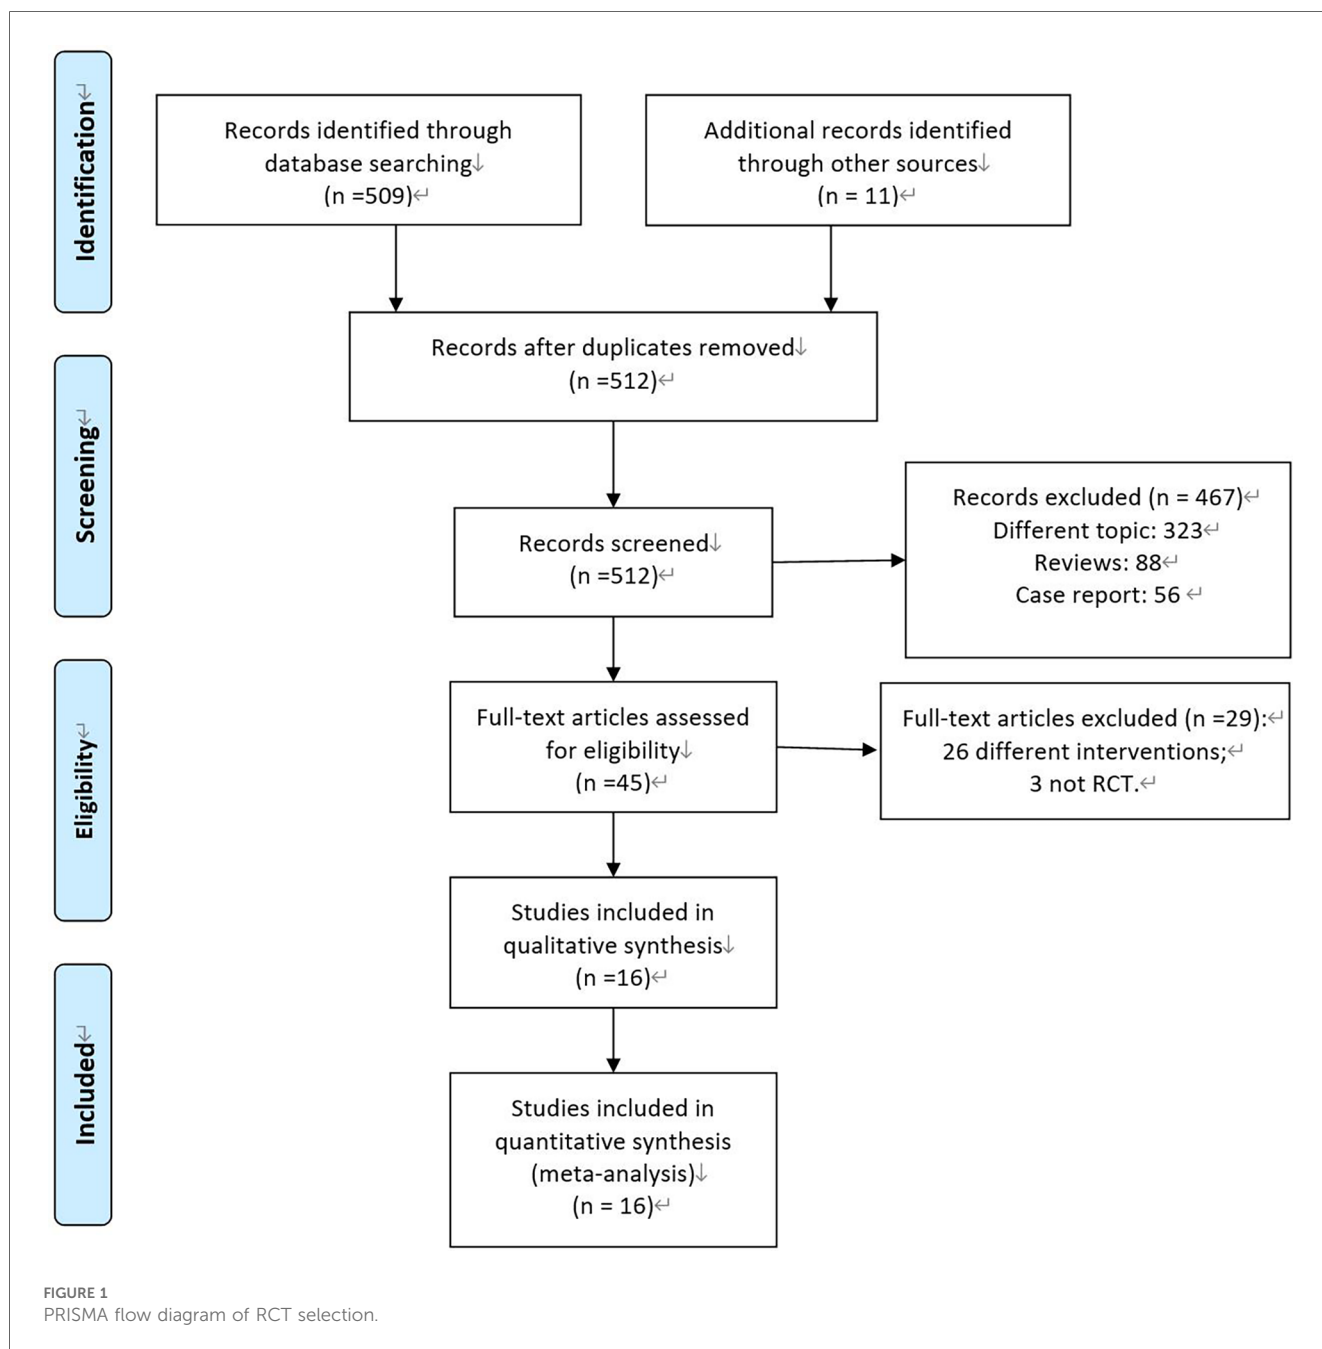 Identification↓
Records identified through
database searching↓
(n =509)↵
Additional records identified
through other sources↓
(n = 11)↵
Records after duplicates removed↓
(n =512)↵
Screening↓
Records screened↓
(n =512)↵
Records excluded (n = 467)↵
Different topic: 323↵
Reviews: 88↵
Case report: 56 ↵
Eligibility↓
Full-text articles assessed
for eligibility↓
(n =45)↵
Full-text articles excluded (n =29):↵
26 different interventions;↵
3 not RCT.↵
Studies included in
qualitative synthesis↓
(n =16)↵
Included↓
Studies included in
quantitative synthesis
(meta-analysis)↓
(n = 16)↵
FIGURE 1
PRISMA flow diagram of RCT selection.